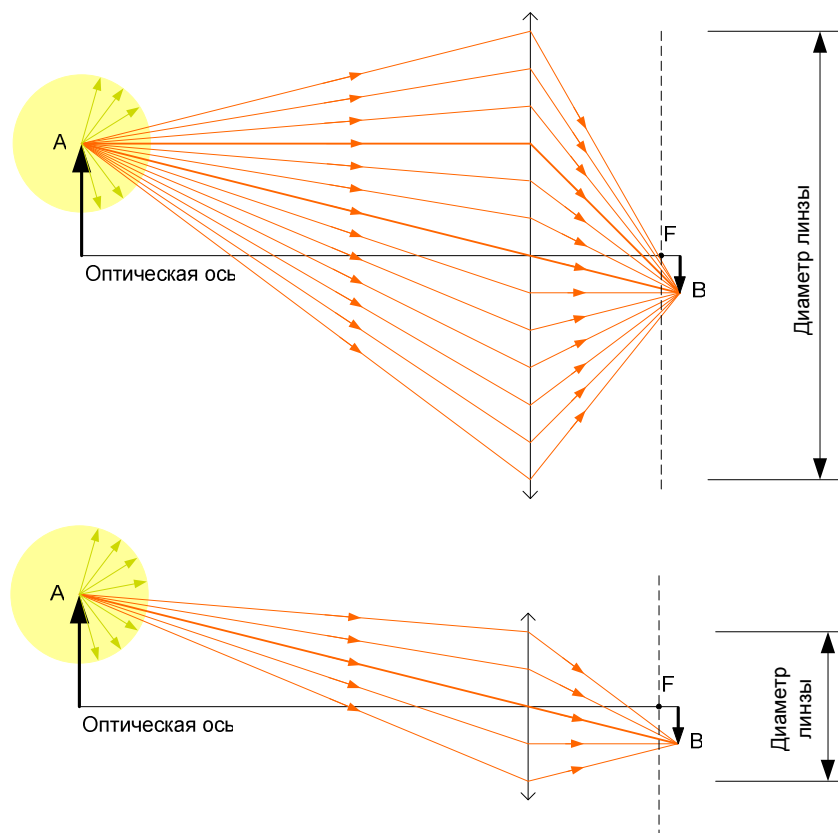 A
F
Оптическая ось
B
Диаметр линзы
A
F
Оптическая ось
B
Диаметр
линзы